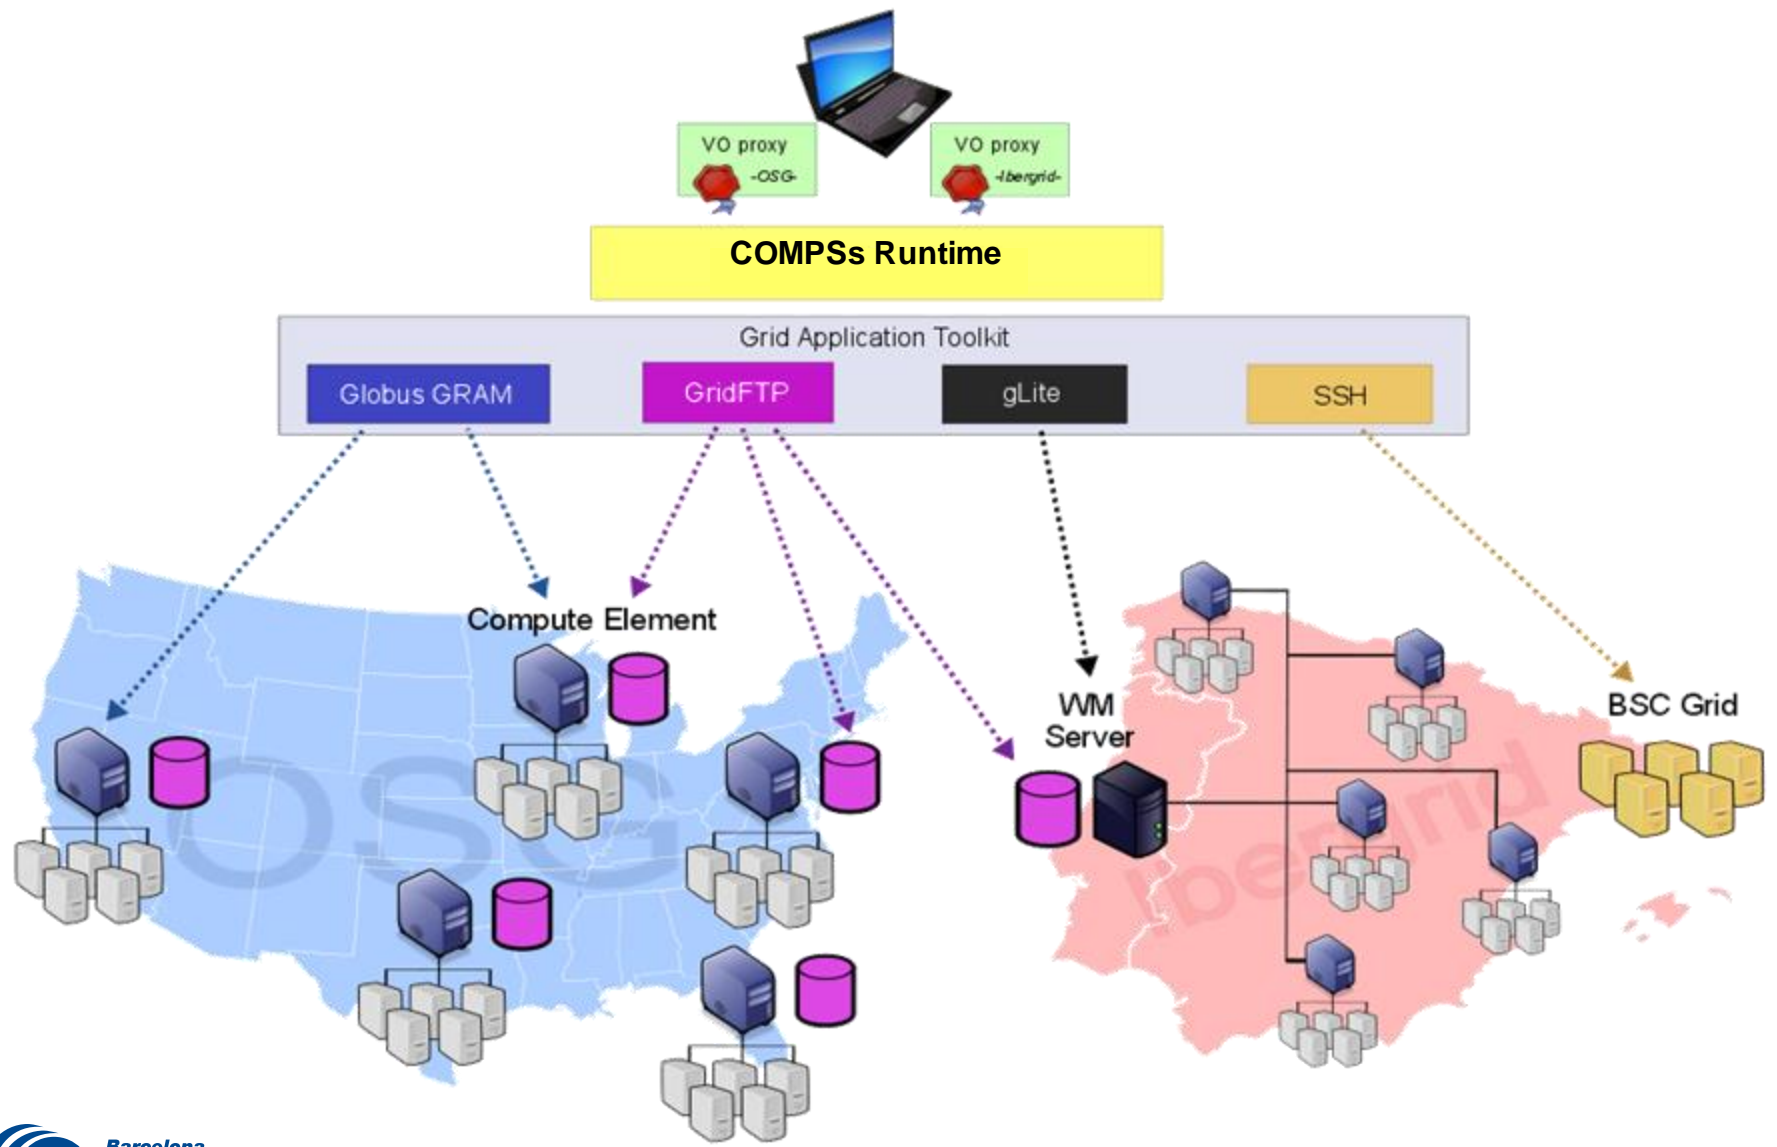 VO proxy
-OSG-
VO proxy
-Ibergrid-
COMPSs Runtime
Grid Application Toolkit
Globus GRAM
GridFTP
gLite
SSH
Compute Element
WM
Server
BSC Grid
OSG
Ibergrid
Barcelona